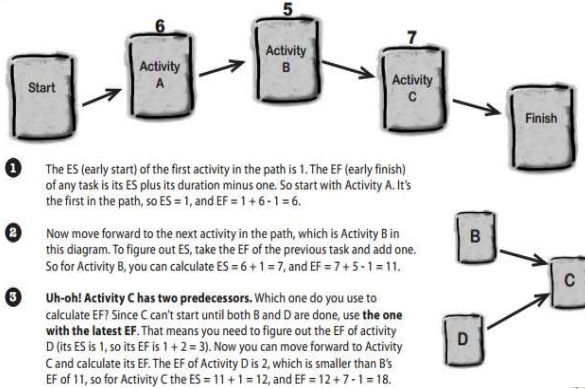 6
5
7
Start
Activity
A
Activity
B
Activity
C
Finish
1
The ES (early start) of the first activity in the path is 1. The EF (early finish)
of any task is its ES plus its duration minus one. So start with Activity A. It's
the first in the path, so ES = 1, and EF = 1 + 6 - 1 = 6.
2
Now move forward to the next activity in the path, which is Activity B in
this diagram. To figure out ES, take the EF of the previous task and add one.
So for Activity B, you can calculate ES = 6 + 1 = 7, and EF = 7 + 5 - 1 = 11.
3
Uh-oh! Activity C has two predecessors. Which one do you use to
calculate EF? Since C can't start until both B and D are done, use the one
with the latest EF. That means you need to figure out the EF of activity
D (its ES is 1, so its EF is 1 + 2 = 3). Now you can move forward to Activity
C and calculate its EF. The EF of Activity D is 2, which is smaller than B's
EF of 11, so for Activity C the ES = 11 + 1 = 12, and EF = 12 + 7 - 1 = 18.
B
C
D